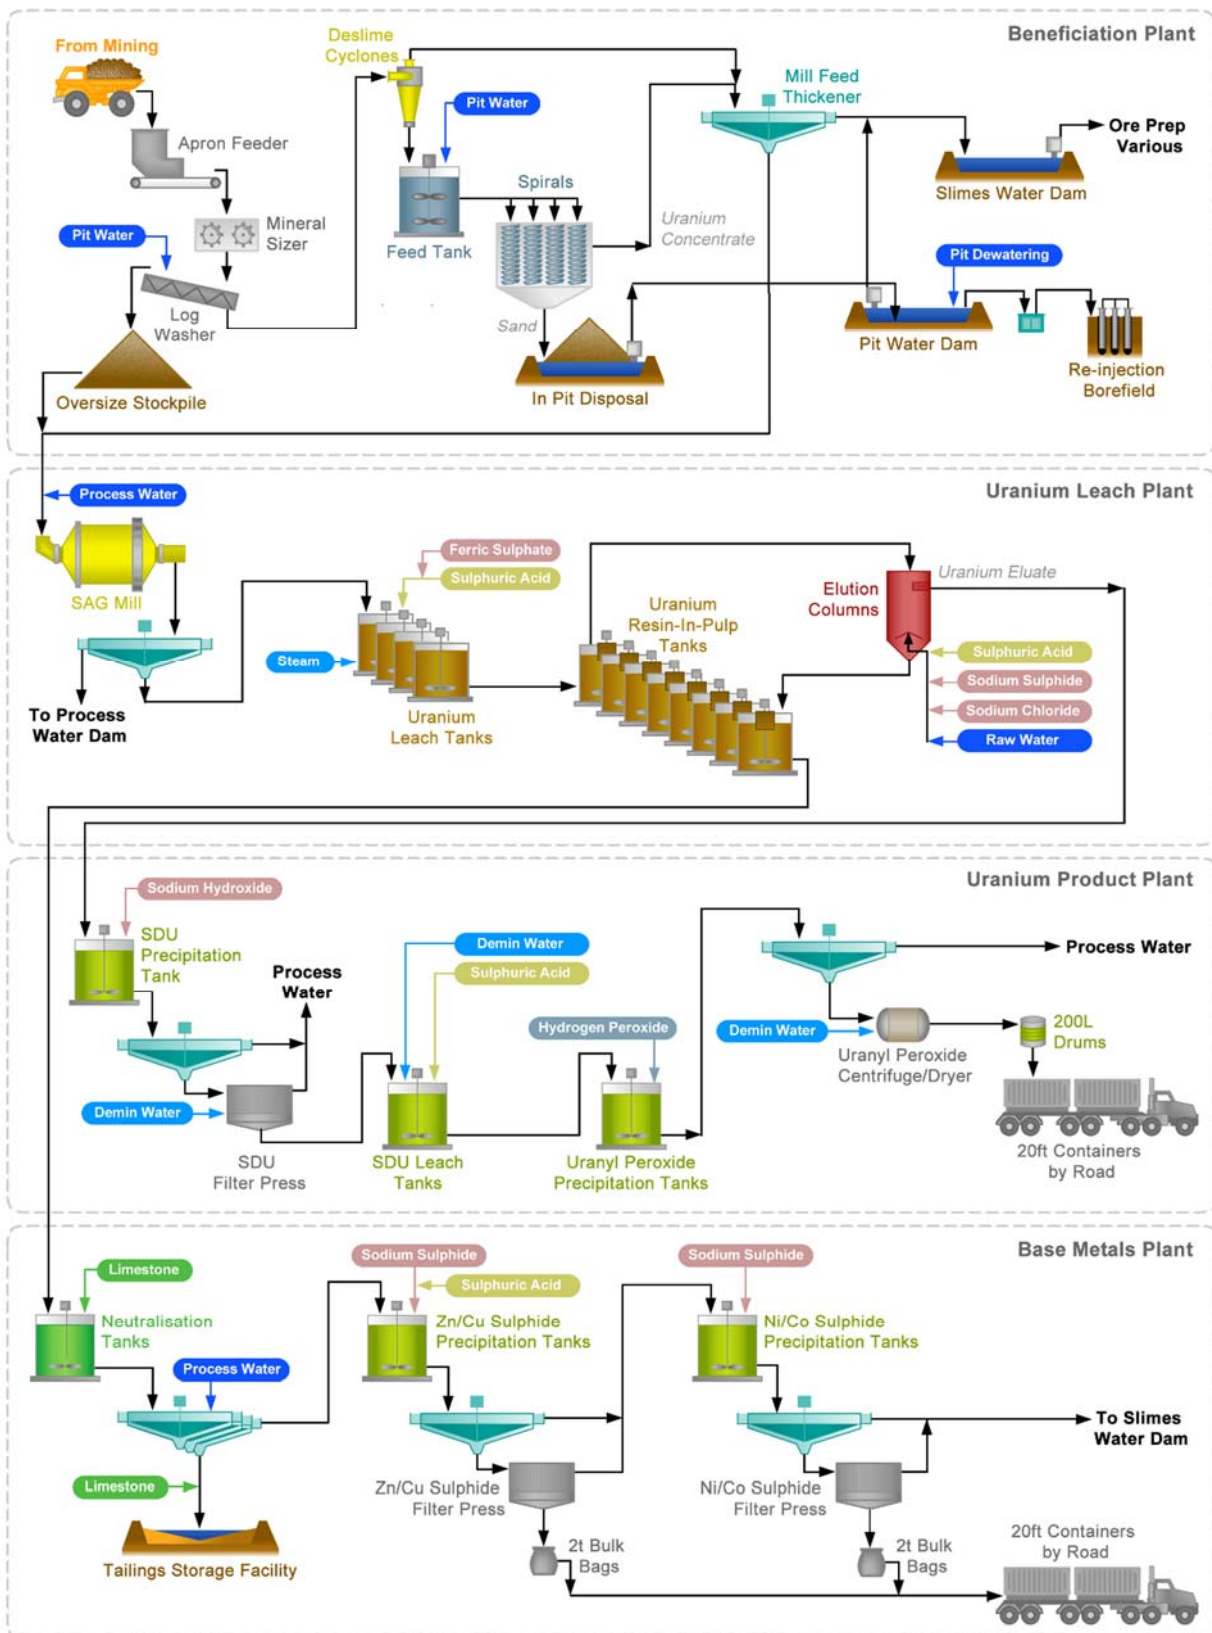 Beneficiation Plant
From Mining
Deslime
Cyclones
Pit Water
Mill Feed
Thickener
Ore Prep
Various
Apron Feeder
Slimes Water Dam
Spirals
Uranium
Concentrate
Mineral
Sizer
Pit Water
Feed Tank
Pit Dewatering
Log
Washer
Sand
Pit Water Dam
Re-injection
Borefield
Oversize Stockpile
In Pit Disposal
Uranium Leach Plant
Process Water
Ferric Sulphate
Sulphuric Acid
Uranium Eluate
Elution
Columns
SAG Mill
Uranium
Resin-In-Pulp
Tanks
Steam
Sulphuric Acid
Sodium Sulphide
Sodium Chloride
Raw Water
To Process
Water Dam
Uranium
Leach Tanks
Uranium Product Plant
Sodium Hydroxide
SDU
Precipitation
Tank
Process
Water
Demin Water
Sulphuric Acid
Process Water
Hydrogen Peroxide
Demin Water
200L
Drums
Uranyl Peroxide
Centrifuge/Dryer
Demin Water
SDU
Filter Press
SDU Leach
Tanks
Uranyl Peroxide
Precipitation Tanks
20ft Containers
by Road
Base Metals Plant
Limestone
Sodium Sulphide
Sulphuric Acid
Sodium Sulphide
Neutralisation
Tanks
Zn/Cu Sulphide
Precipitation Tanks
Ni/Co Sulphide
Precipitation Tanks
Process Water
To Slimes
Water Dam
Limestone
Zn/Cu Sulphide
Filter Press
Ni/Co Sulphide
Filter Press
Tailings Storage Facility
2t Bulk
Bags
2t Bulk
Bags
20ft Containers
by Road